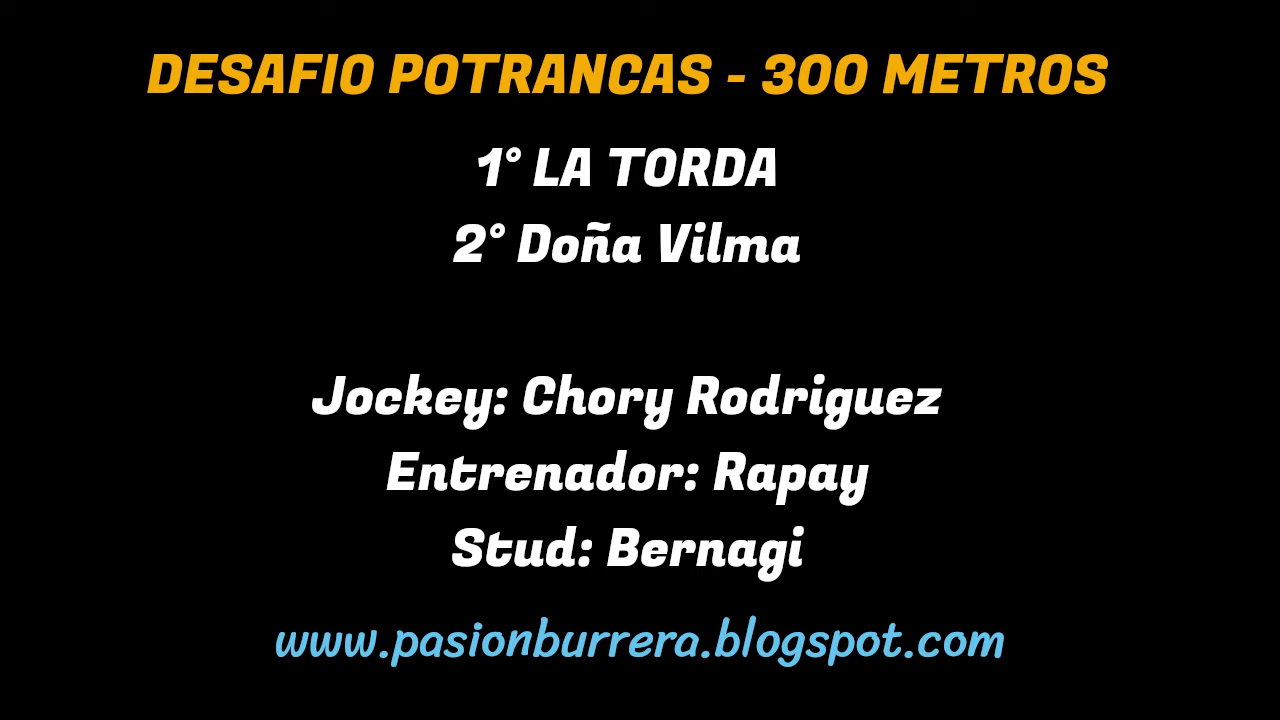 DESAFIO POTRANCAS - 300 METROS
1° LA TORDA
2° Doña Vilma
Jockey: Chory Rodriguez
Entrenador: Rapay
Stud: Bernagi
www.pasionburrera.blogspot.com